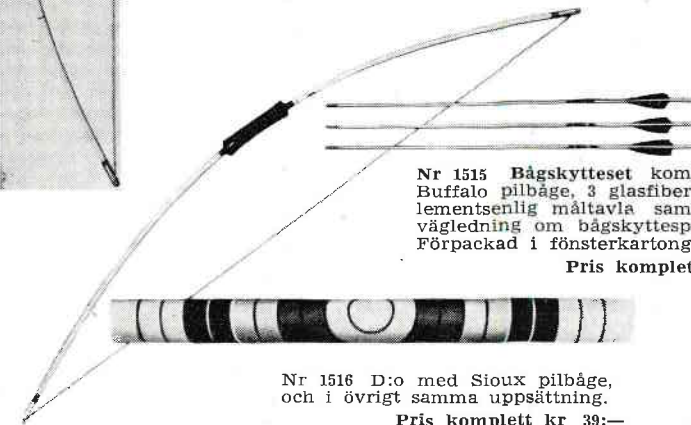 Nr 1515 Bågskytteset kom
Buffalo pilbåge, 3 glasfiber
lementsenlig måltavla sam
vägledning om bågskyttesp
Förpackad i fönsterkartong
Pris komplet
Nr 1516 D:o med Sioux pilbåge,
och i övrigt samma uppsättning.
Pris komplett kr 39:—